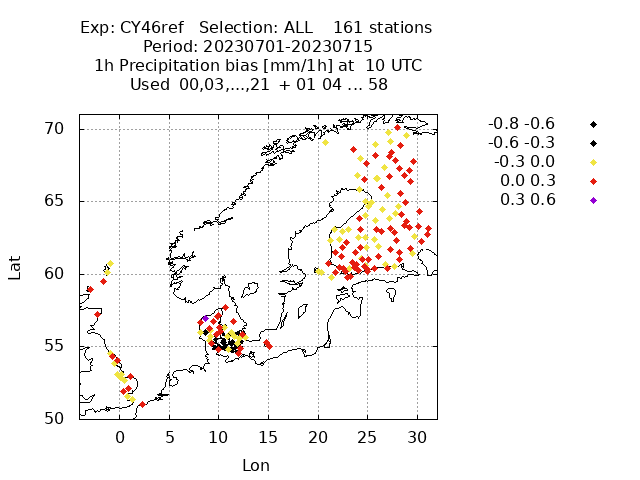 Exp: CY46ref   Selection: ALL    161 stations
Period: 20230701-20230715
1h Precipitation bias [mm/1h] at  10 UTC
Used  00,03,...,21  + 01 04 ... 58
-0.8 -0.6
-0.6 -0.3
-0.3 0.0
0.0 0.3
0.3 0.6
70
65
60
55
50
Lat
0 5 10 15 20 25 30
Lon